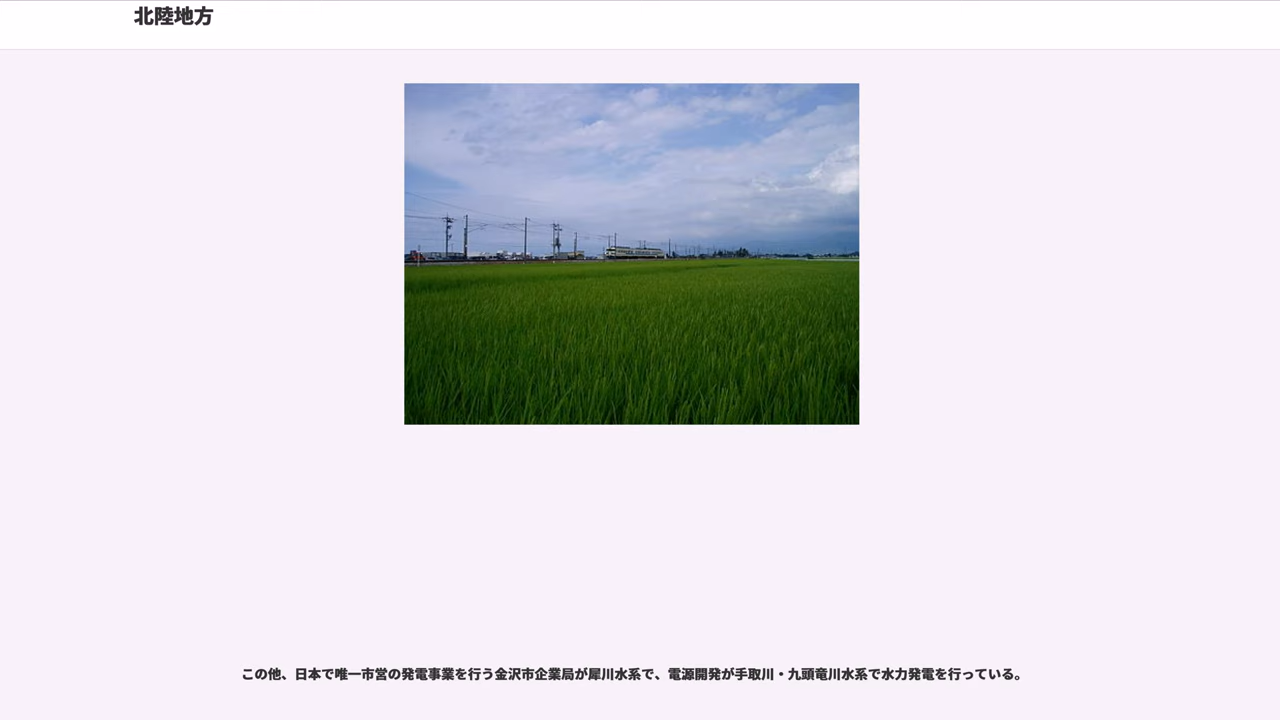 北陸地方
この他、日本で唯一市営の発電事業を行う金沢市企業局が犀川水系で、電源開発が手取川・九頭竜川水系で水力発電を行っている。